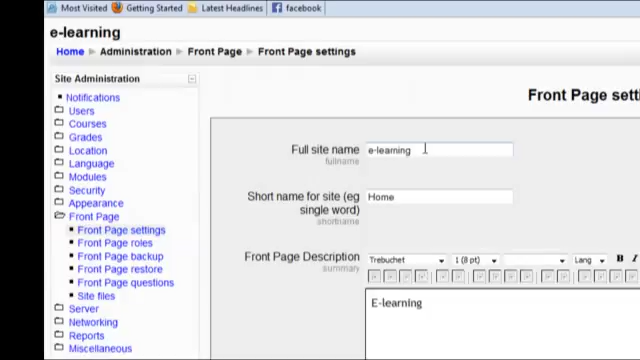 Most Visited Getting Started Latest Headlines facebook
e-learning
Home Administration Front Page Front Page settings
Site Administration
Notifications
Users
Courses
Grades
Location
Language
Modules
Security
Appearance
Front Page
Front Page settings
Front Page roles
Front Page backup
Front Page restore
Front Page questions
Site files
Server
Networking
Reports
Miscellaneous
Front Page setti
Full site name e-learning
fullname
Short name for site (eg Home
single word)
shortname
Front Page Description Trebuchet 1 (8 pt) Lang B I
summary
E-learning